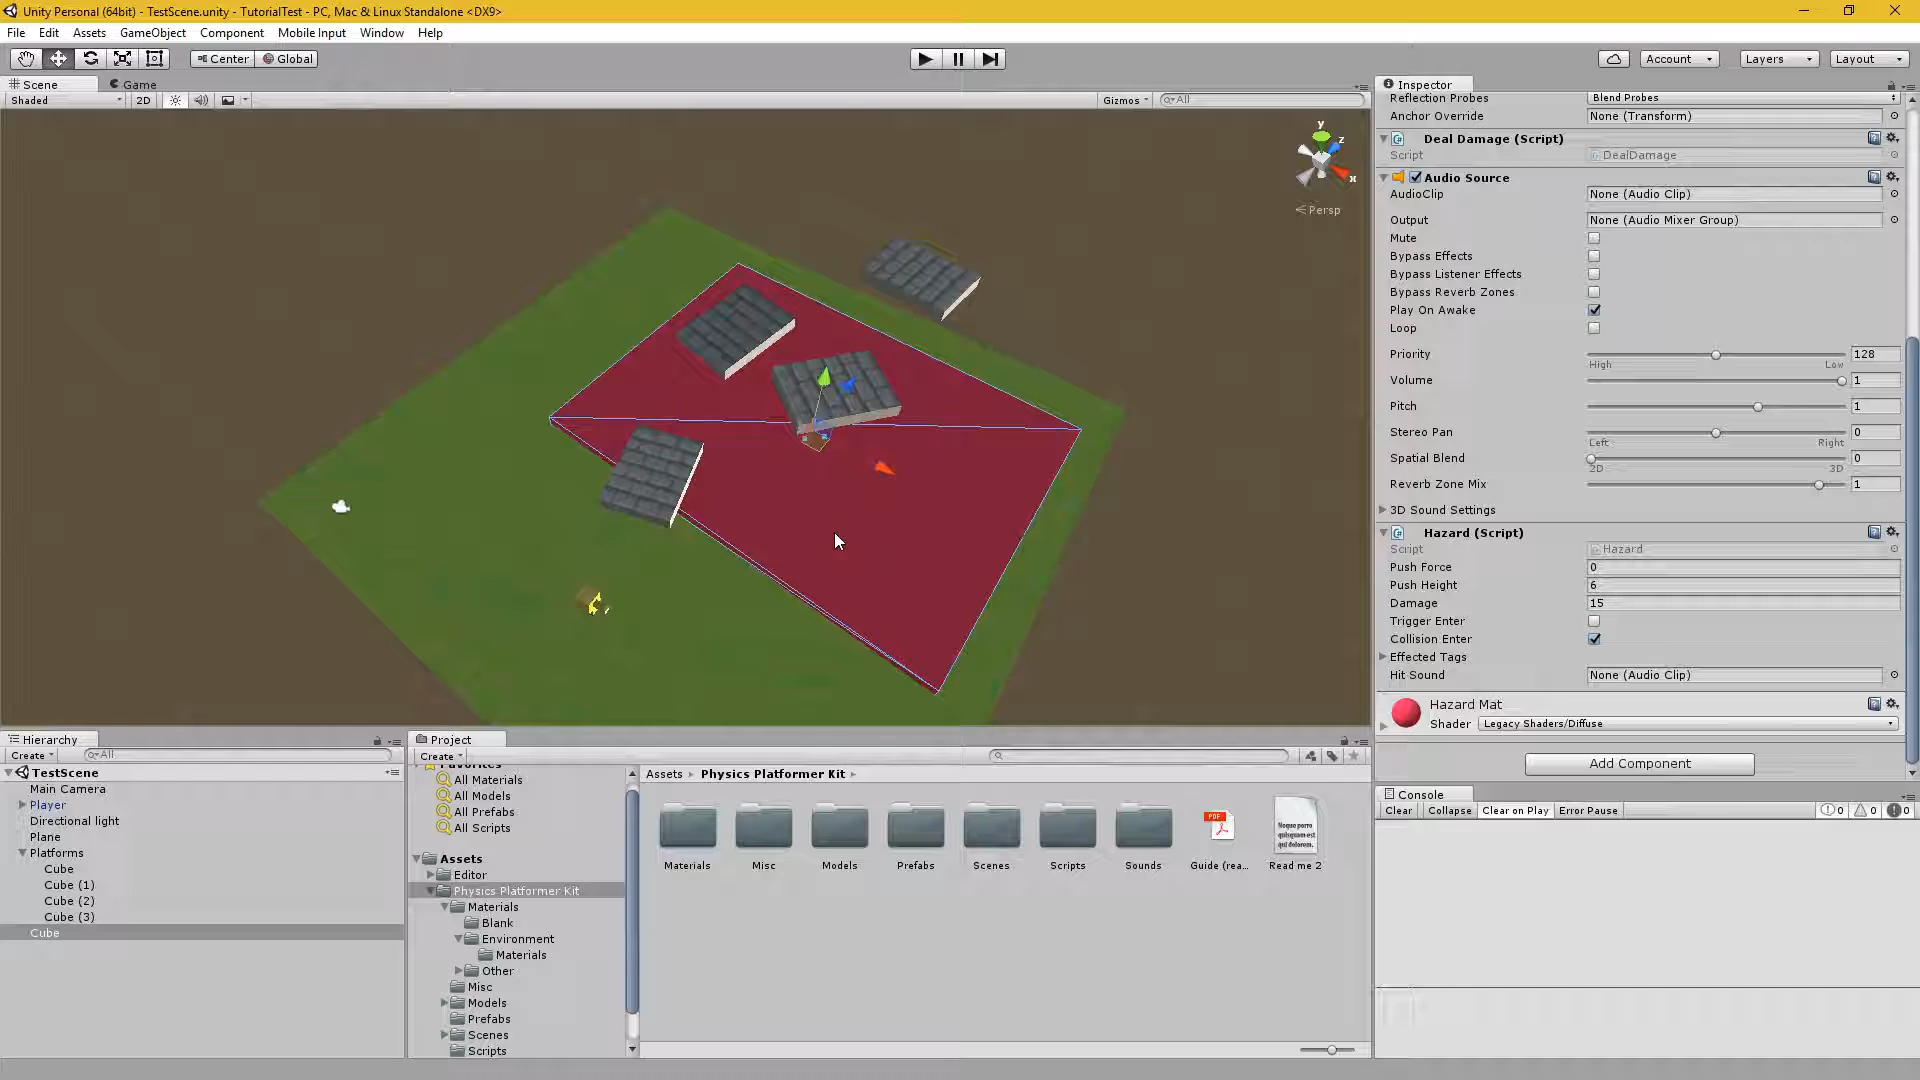 Unity Personal (64bit) - TestScene.unity - TutorialTest - PC, Mac & Linux Standalone <DX9>
File Edit Assets GameObject Component Mobile Input Window Help
Center Global Account Layers Layout
Scene Game
Shaded 2D Gizmos All
y
z
x
Persp
Inspector
Reflection Probes Blend Probes
Anchor Override None (Transform)
Deal Damage (Script)
Script DealDamage
Audio Source
AudioClip None (Audio Clip)
Output None (Audio Mixer Group)
Mute
Bypass Effects
Bypass Listener Effects
Bypass Reverb Zones
Play On Awake
Loop
Priority 128
High Low
Volume 1
Pitch 1
Stereo Pan 0
Left Right
Spatial Blend 0
2D 3D
Reverb Zone Mix 1
3D Sound Settings
Hazard (Script)
Script Hazard
Push Force 0
Push Height 6
Damage 15
Trigger Enter
Collision Enter
Effected Tags
Hit Sound None (Audio Clip)
Hazard Mat
Shader Legacy Shaders/Diffuse
Add Component
Hierarchy
Create All
TestScene
Main Camera
Player
Directional light
Plane
Platforms
Cube
Cube (1)
Cube (2)
Cube (3)
Cube
Project
Create
Favorites
All Materials
All Models
All Prefabs
All Scripts
Assets
Editor
Physics Platformer Kit
Materials
Blank
Environment
Materials
Other
Misc
Models
Prefabs
Scenes
Scripts
Assets Physics Platformer Kit
PDF
Neque porro
quisquam est
qui dolorem.
Materials Misc Models Prefabs Scenes Scripts Sounds Guide (rea... Read me 2
Console
Clear Collapse Clear on Play Error Pause 0 0 0